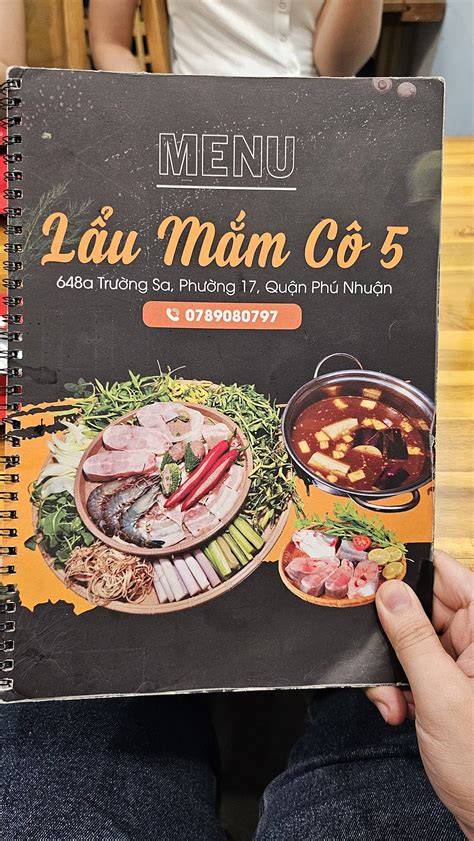 MENU
Lẩu Mắm Cô 5
648a Trường Sa, Phường 17, Quận Phú Nhuận
0789080797